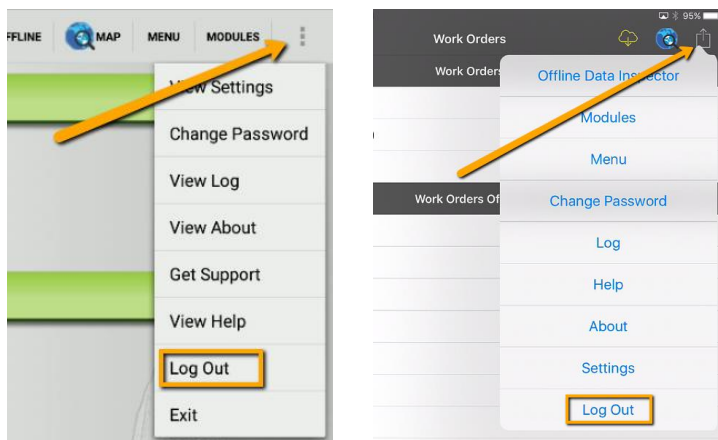 FFLINE MAP MENU MODULES
View Settings
Change Password
View Log
View About
Get Support
View Help
Log Out
Exit
95%
Work Orders
Work Orders
Offline Data Inspector
Modules
Menu
Work Orders Of
Change Password
Log
Help
About
Settings
Log Out